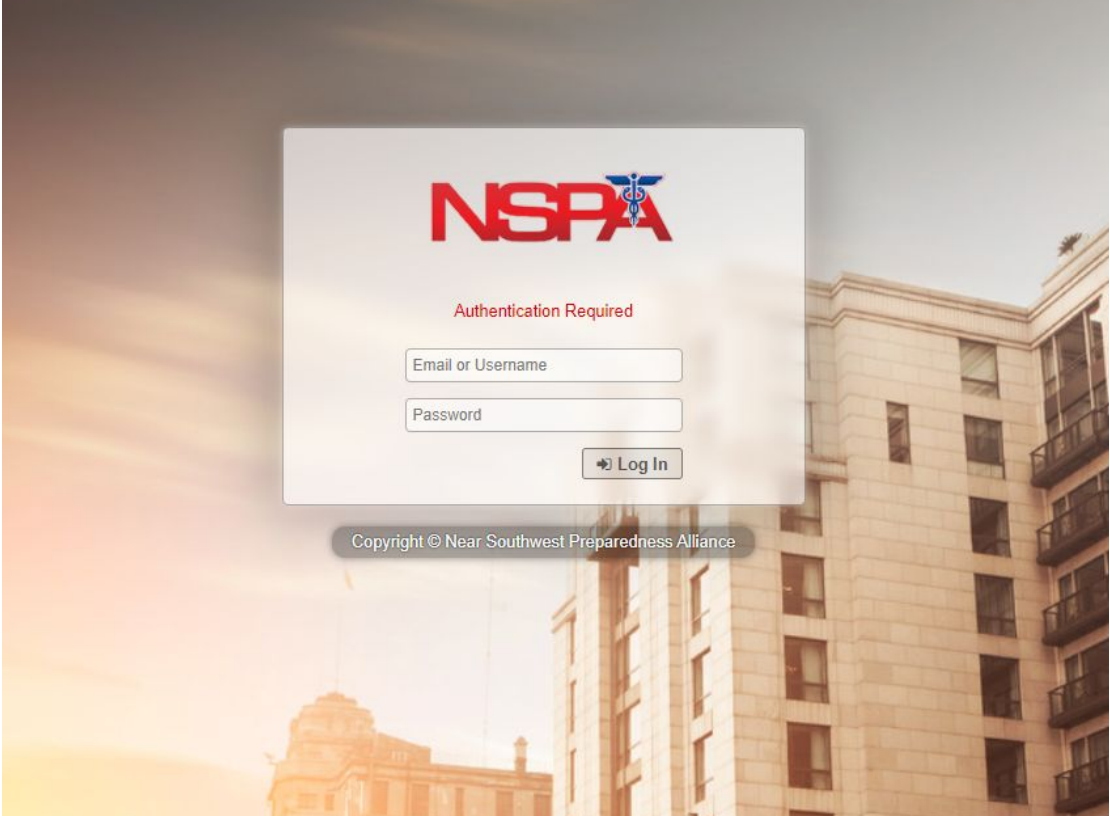 NSPA
Authentication Required
Email or Username
Password
Log In
Copyright © Near Southwest Preparedness Alliance